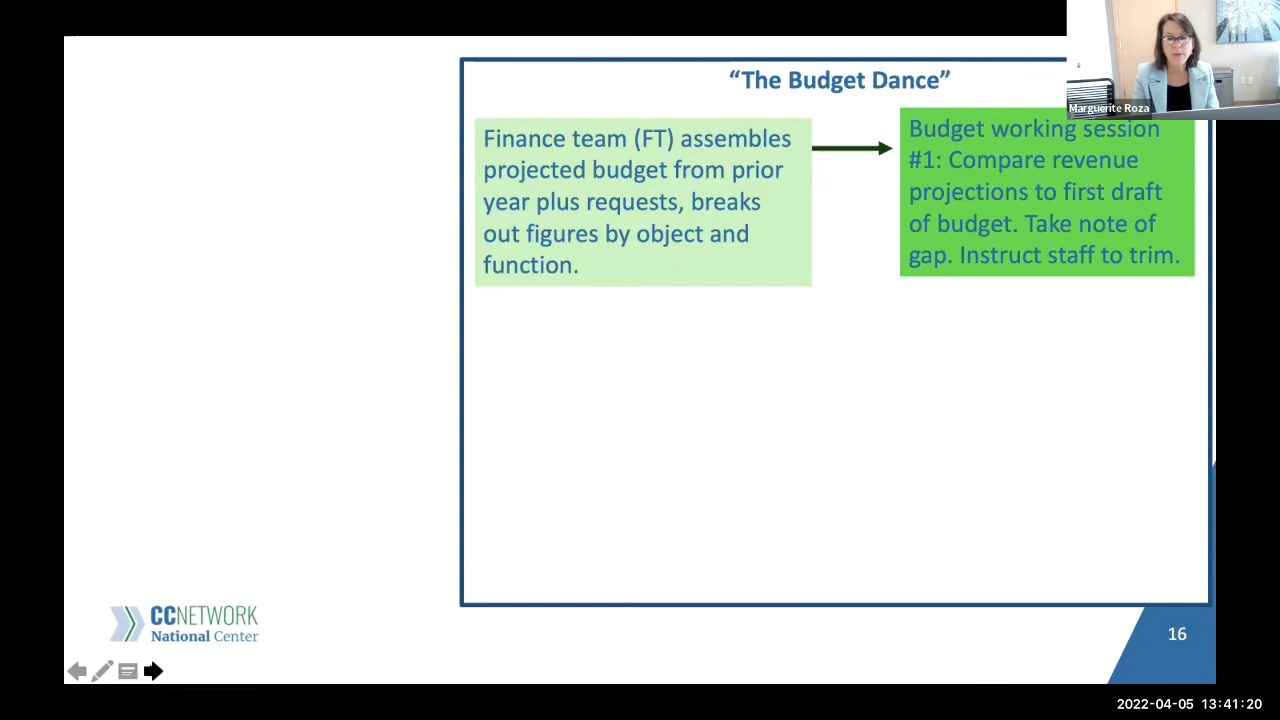 “The Budget Dance”
Marguerite Roza
Finance team (FT) assembles
projected budget from prior
year plus requests, breaks
out figures by object and
function.
Budget working session
#1: Compare revenue
projections to first draft
of budget. Take note of
gap. Instruct staff to trim.
CCNETWORK
National Center
16
2022-04-05 13:41:20